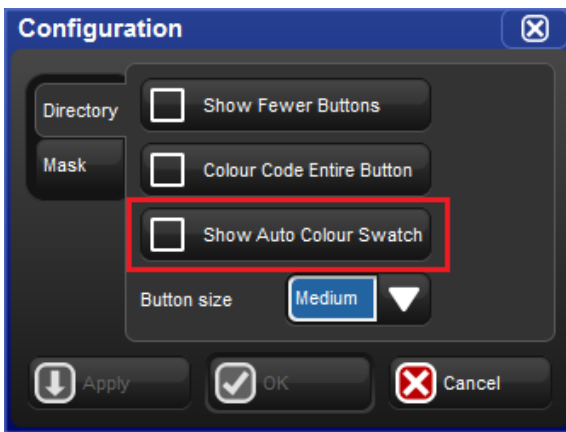 Configuration
Directory
Mask
Show Fewer Buttons
Colour Code Entire Button
Show Auto Colour Swatch
Button size
Medium
Apply
OK
Cancel